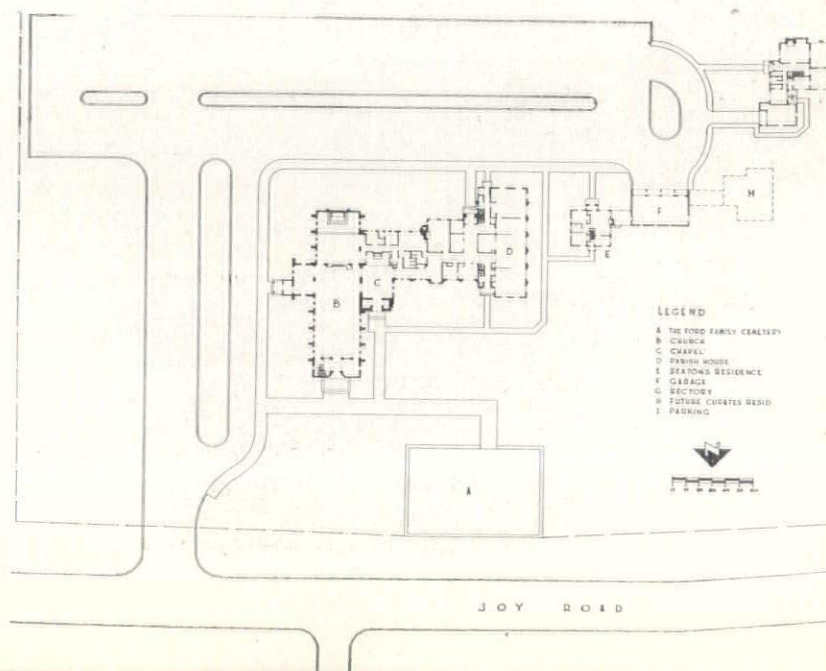 H
F
D
E
C
B
LEGEND
A THE FORD FAMILY CEMETERY
B CHURCH
C CHAPEL
D PARISH HOUSE
E SEXTONS RESIDENCE
F GARAGE
G RECTORY
H FUTURE CURATES RESID.
I PARKING
N
A
JOY ROAD